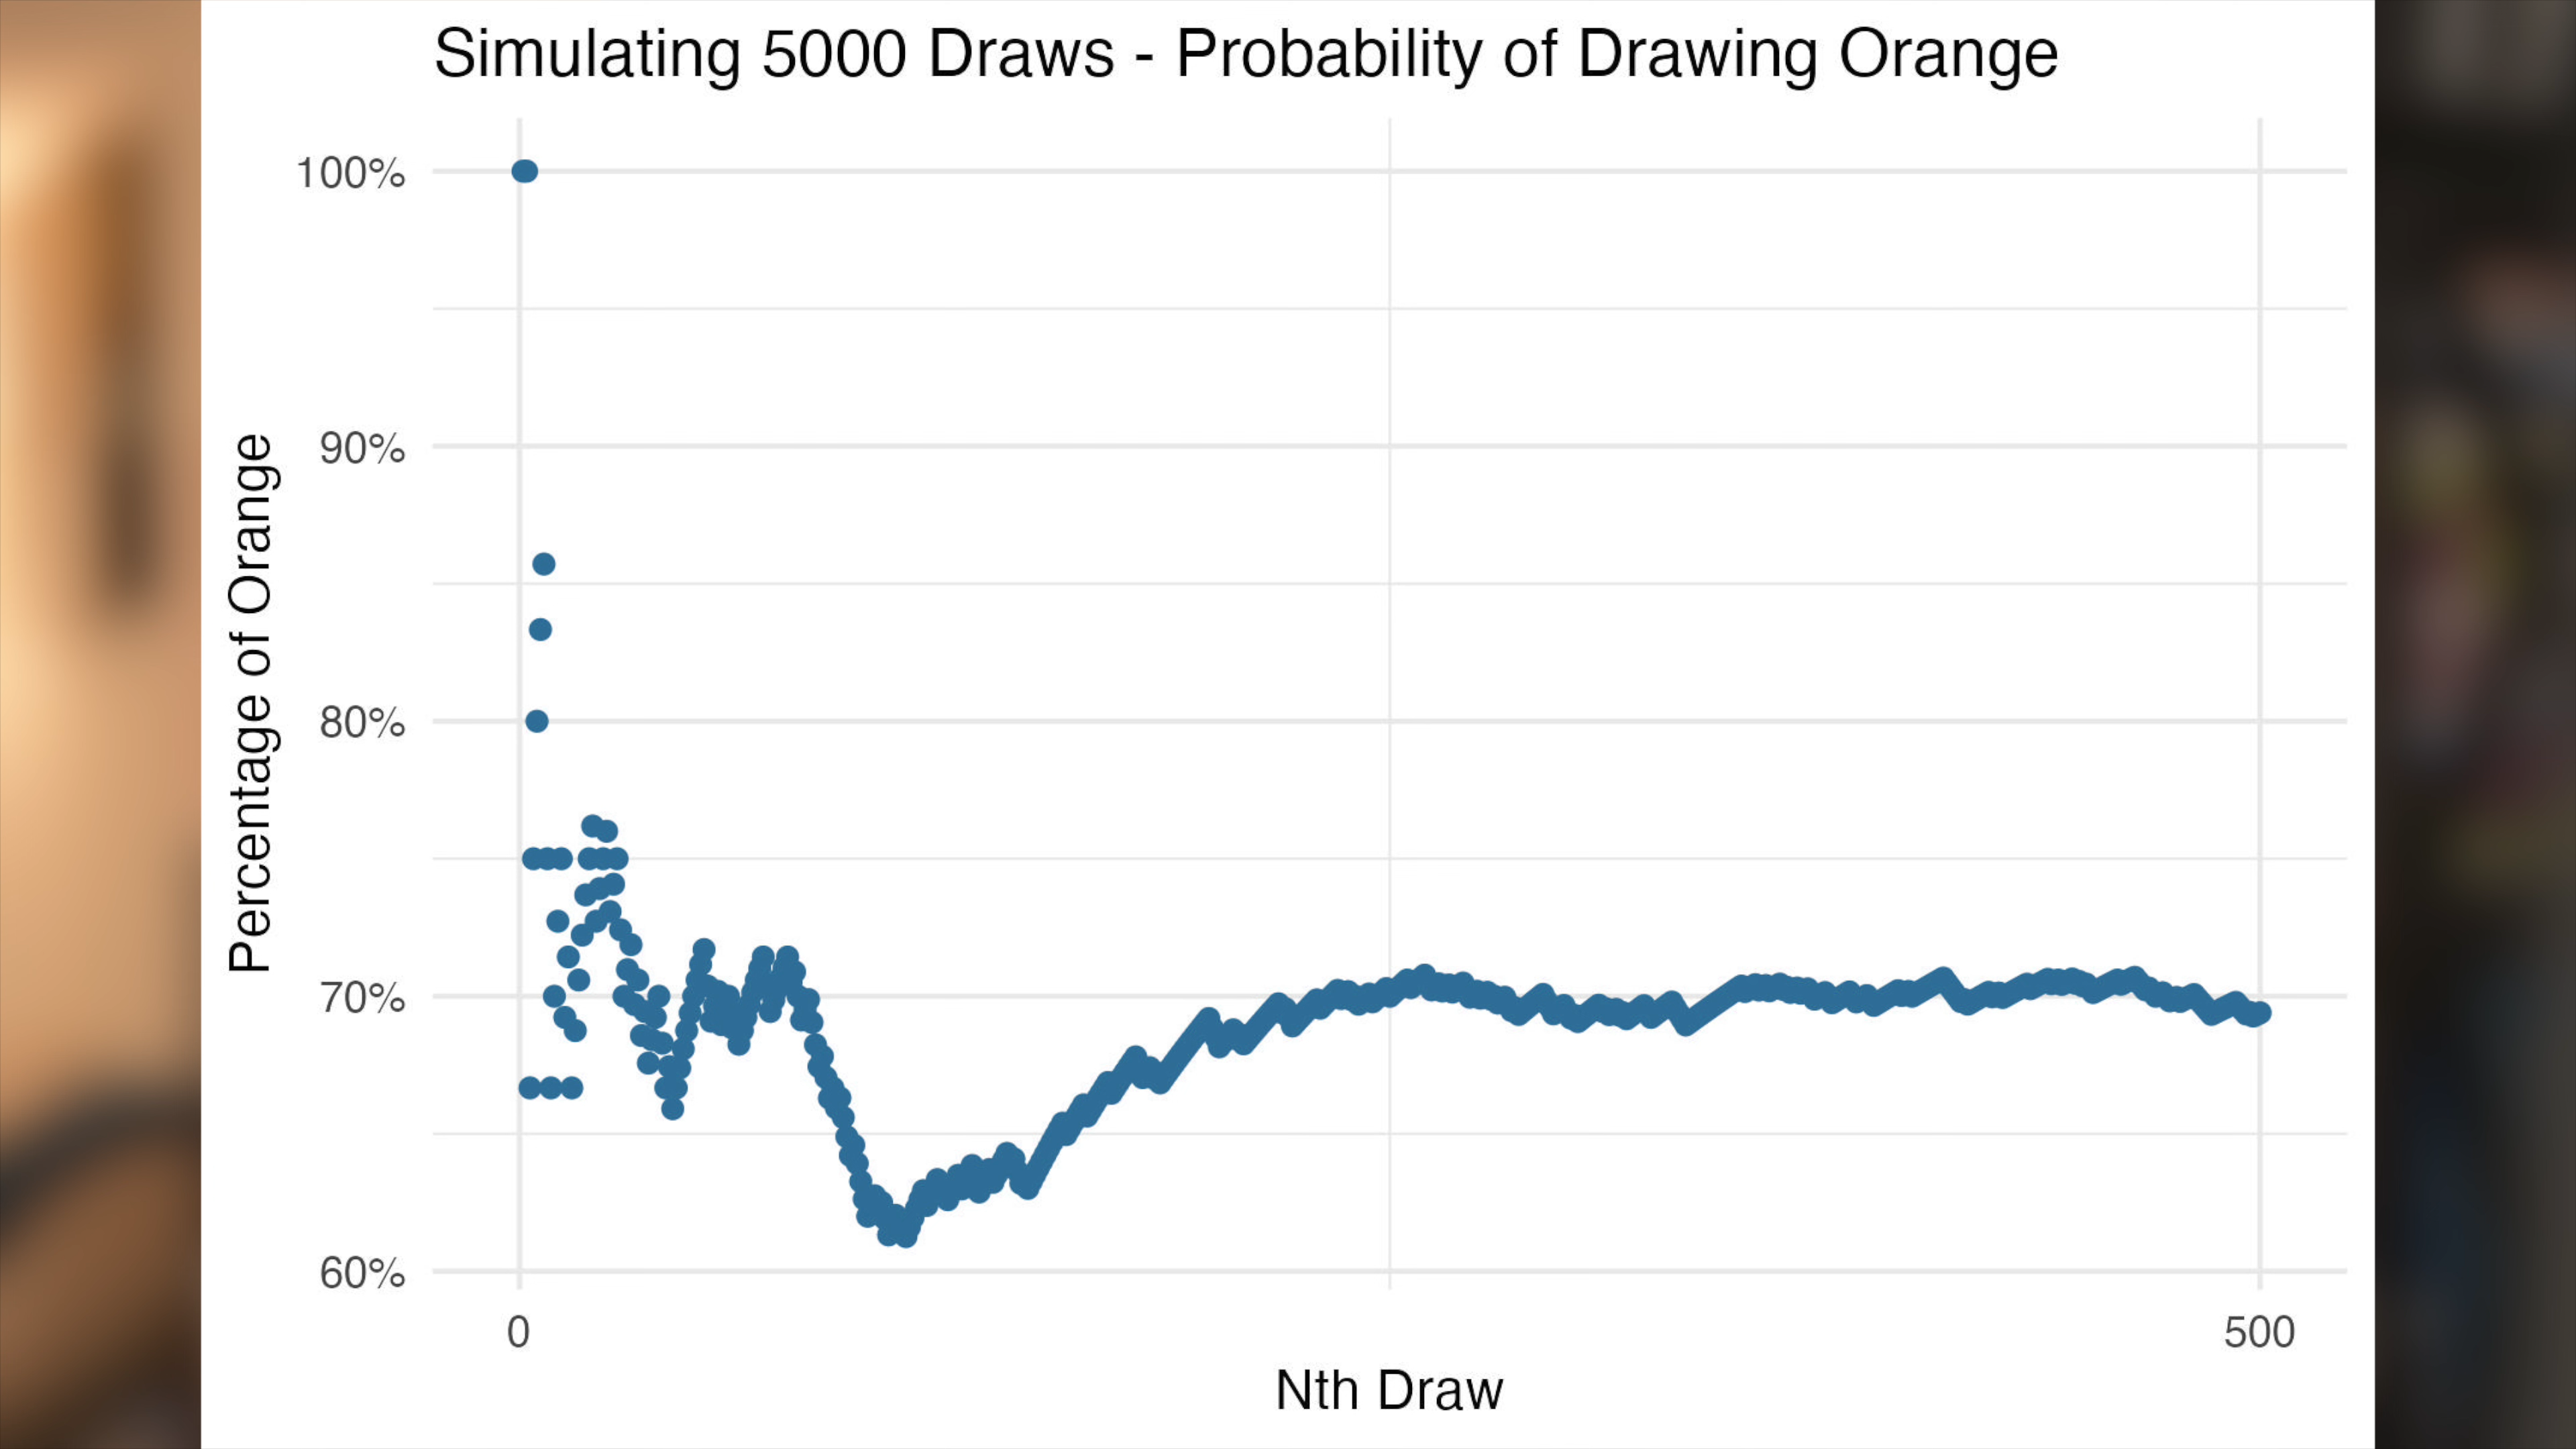 Simulating 5000 Draws - Probability of Drawing Orange
100%
90%
80%
70%
60%
Percentage of Orange
0
500
Nth Draw